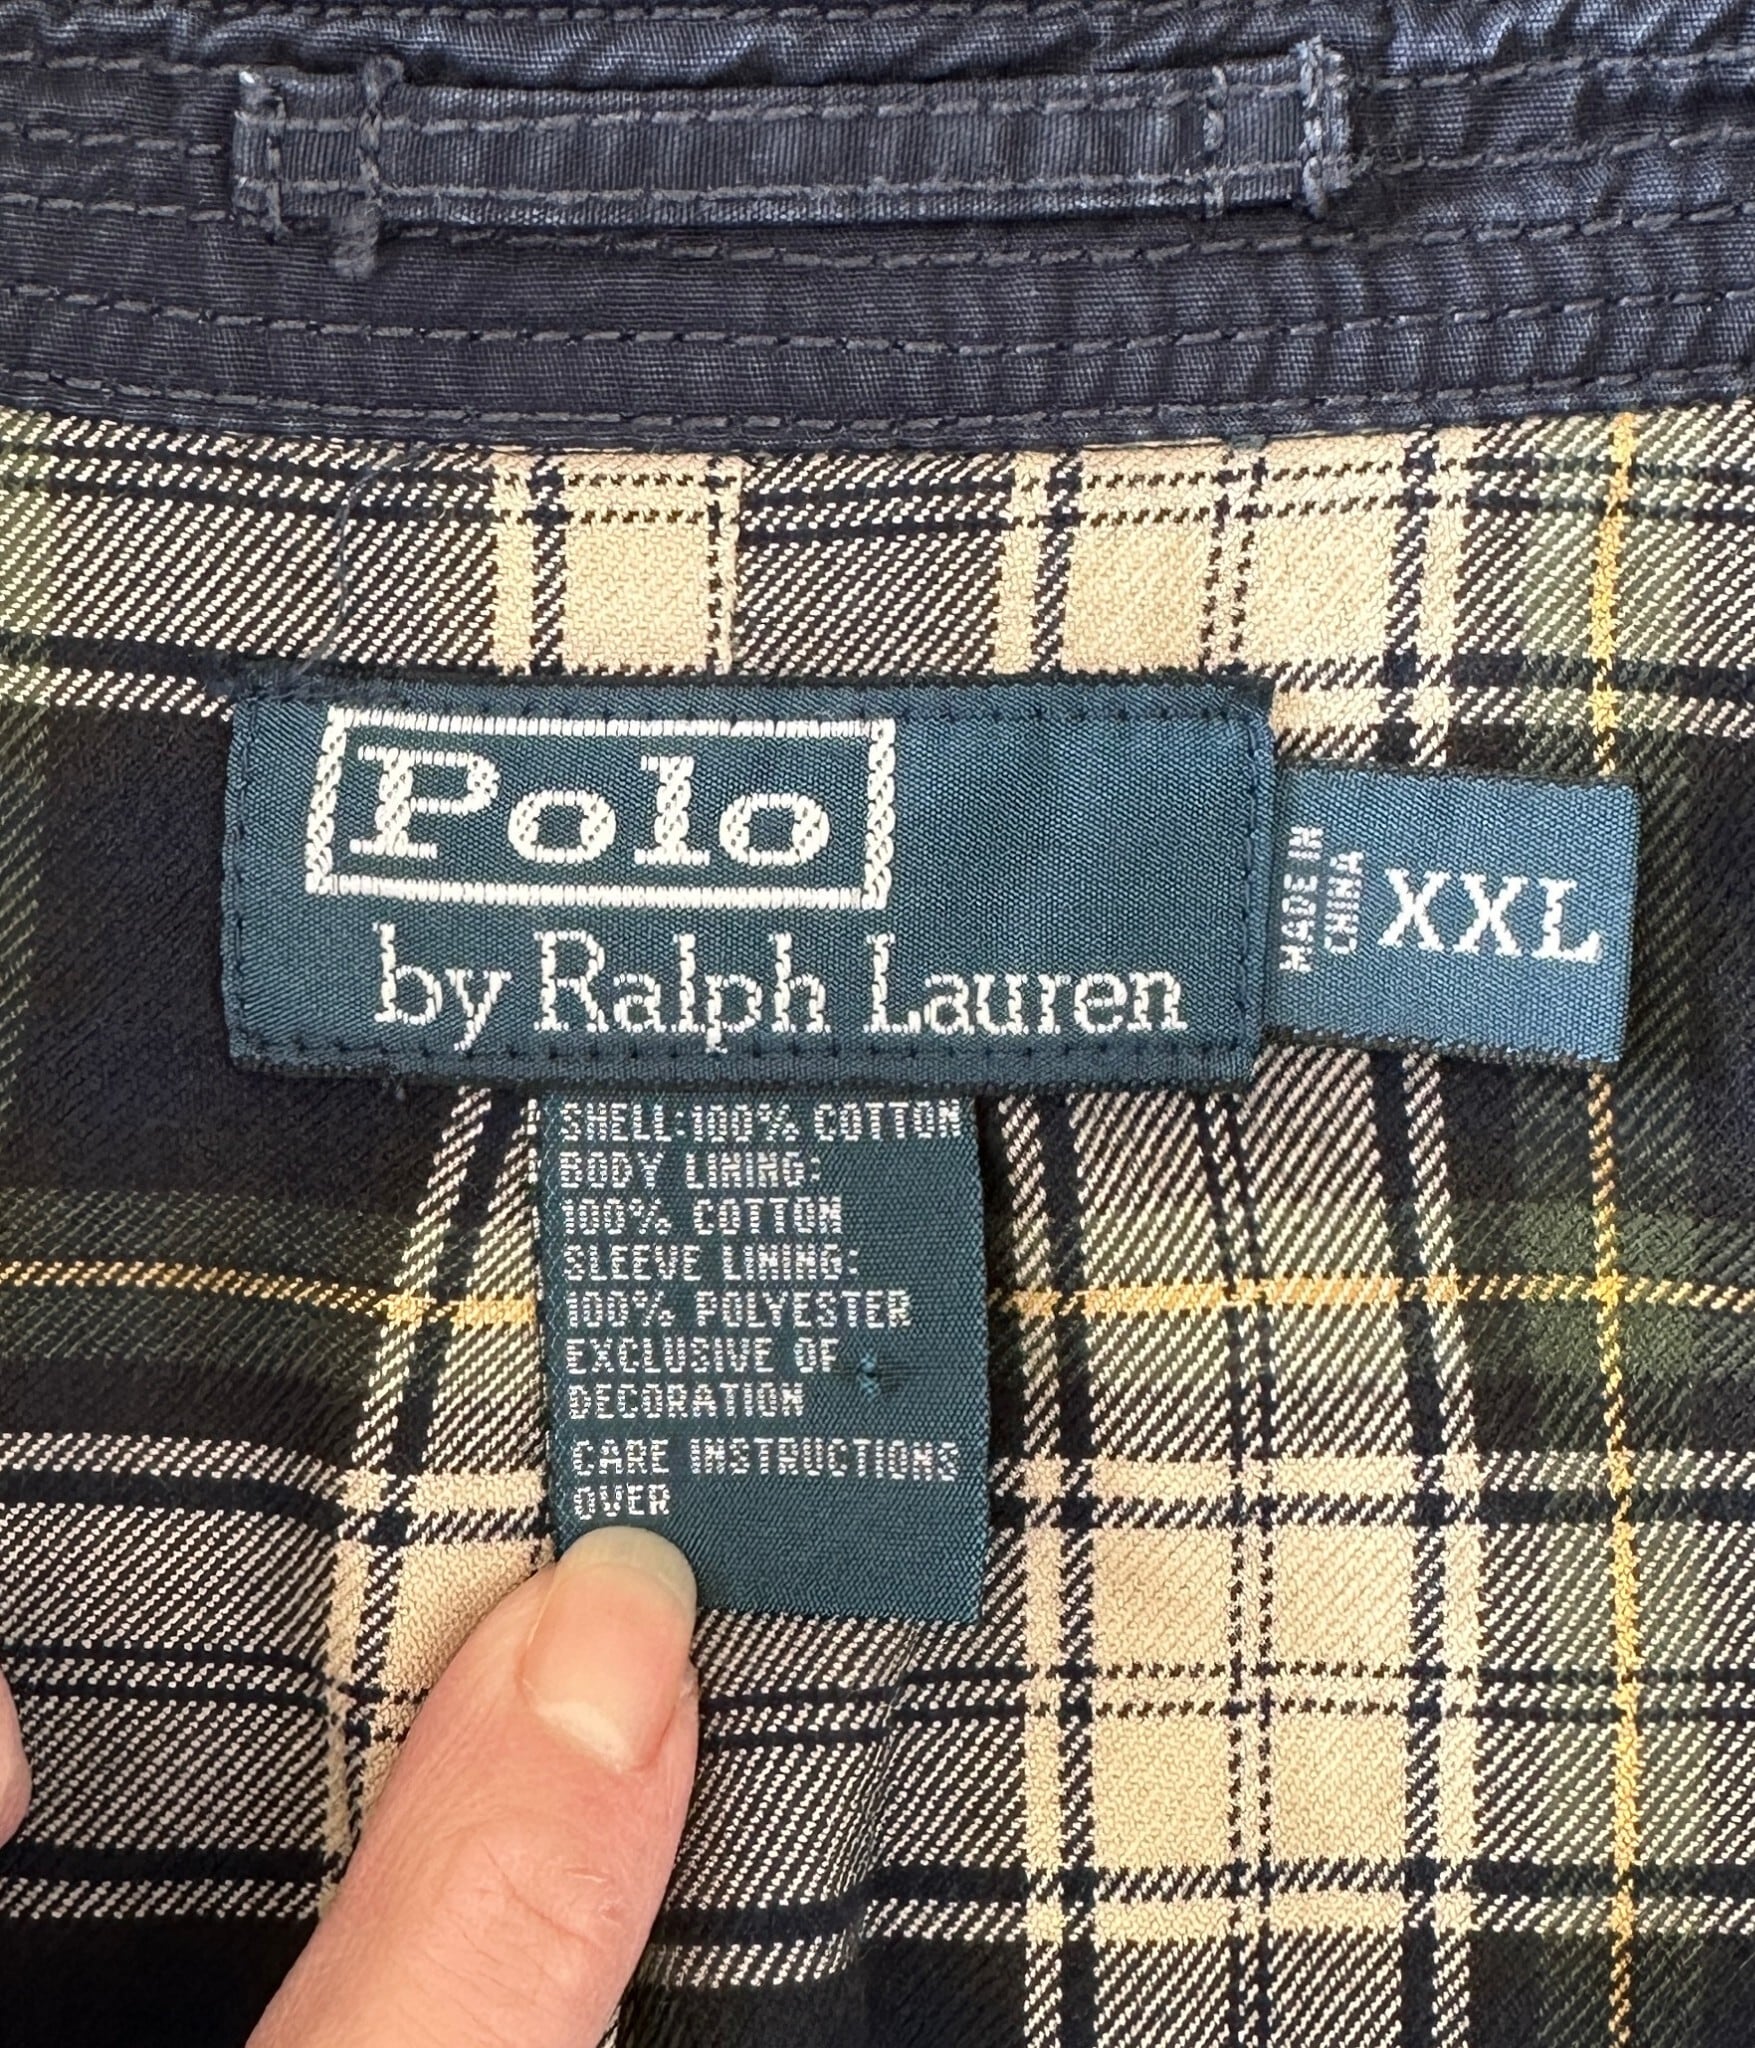 Polo
by Ralph Lauren
MADE IN
CHINA
XXL
SHELL:100% COTTON
BODY LINING:
100% COTTON
SLEEVE LINING:
100% POLYESTER
EXCLUSIVE OF
DECORATION
CARE INSTRUCTIONS
OVER